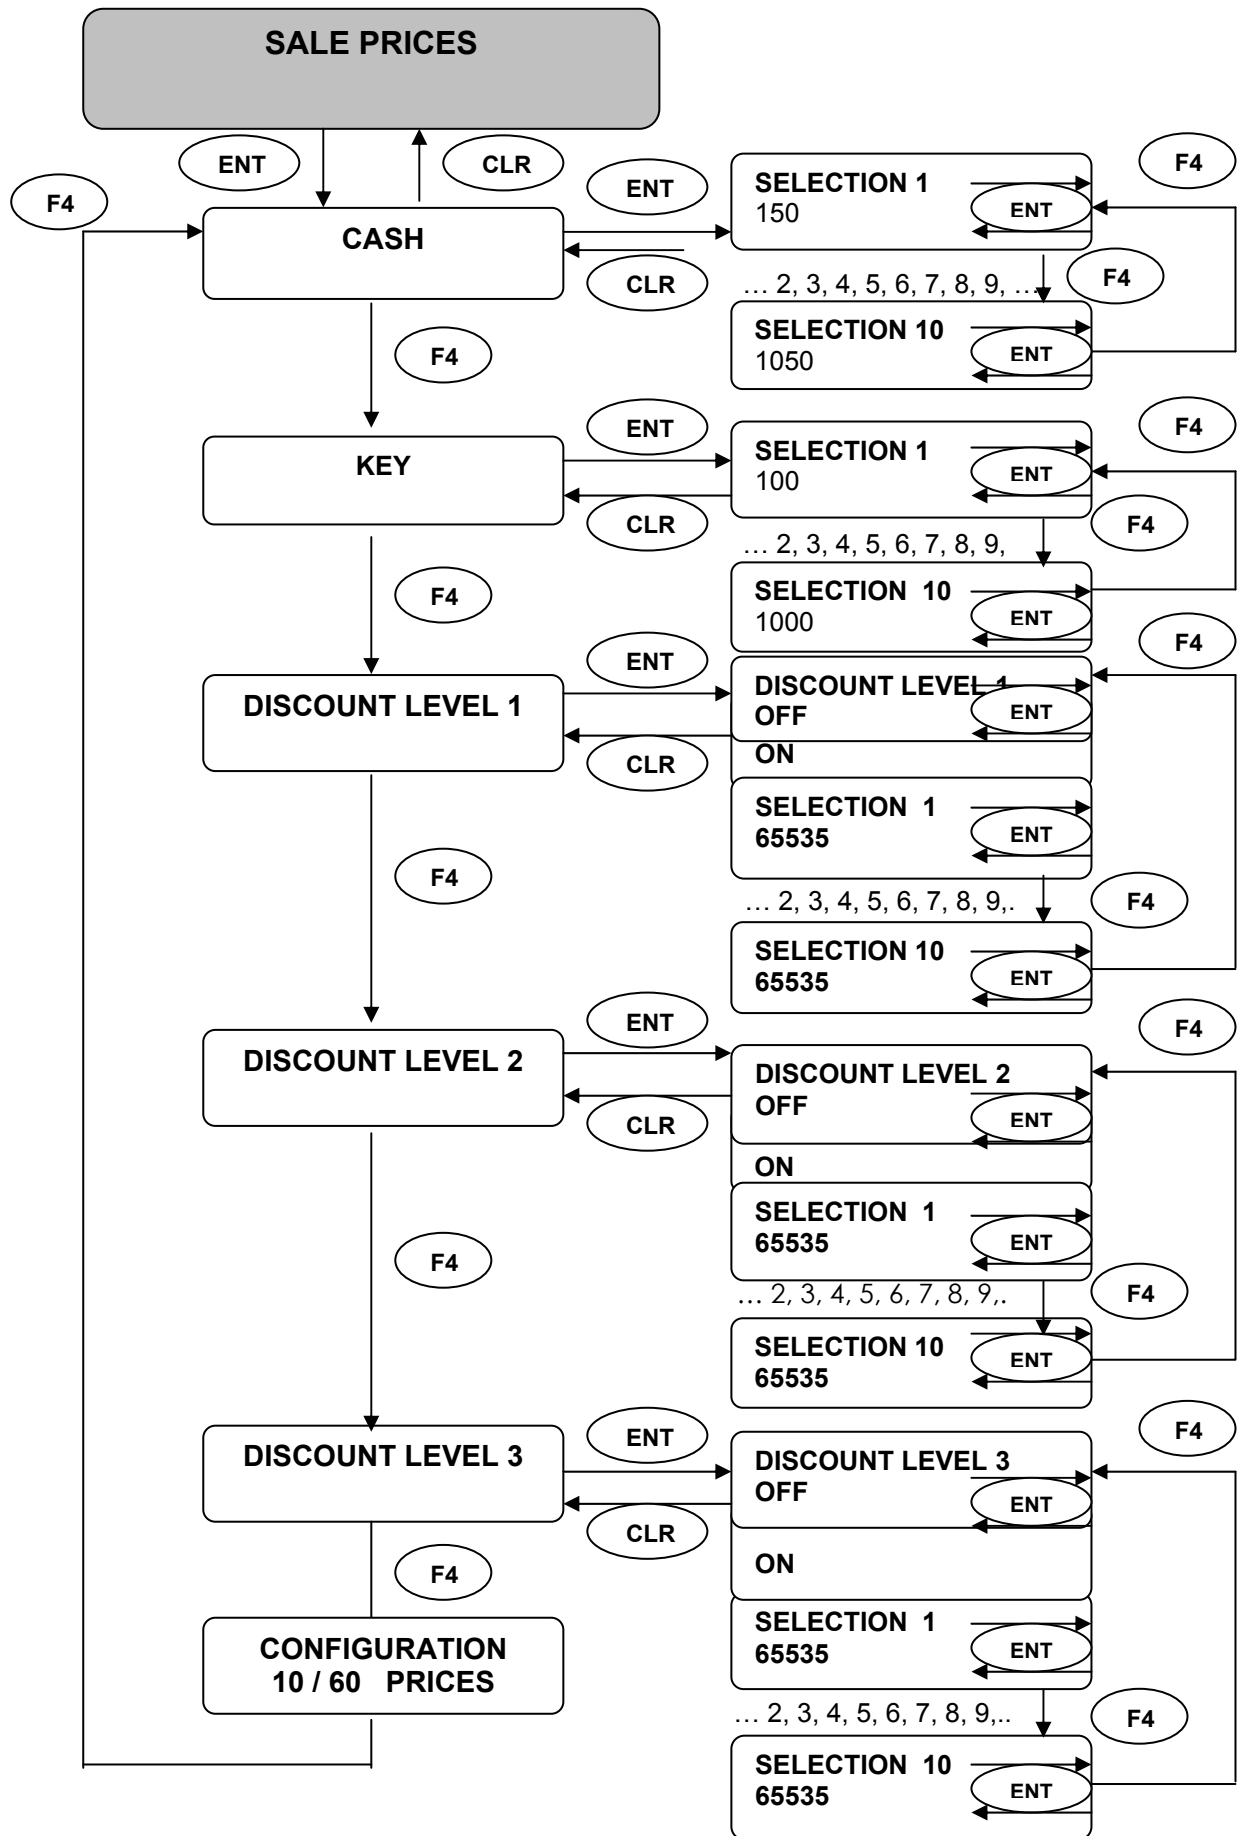 SALE PRICES
ENT
CLR
F4
CASH
ENT
CLR
SELECTION 1
150
ENT
F4
F4
… 2, 3, 4, 5, 6, 7, 8, 9, …
SELECTION 10
1050
ENT
F4
KEY
ENT
CLR
SELECTION 1
100
ENT
F4
F4
… 2, 3, 4, 5, 6, 7, 8, 9,
SELECTION 10
1000
ENT
F4
DISCOUNT LEVEL 1
ENT
CLR
DISCOUNT LEVEL 1
OFF
ENT
F4
ON
SELECTION 1
65535
ENT
F4
… 2, 3, 4, 5, 6, 7, 8, 9,.
F4
SELECTION 10
65535
ENT
DISCOUNT LEVEL 2
ENT
CLR
DISCOUNT LEVEL 2
OFF
ENT
F4
ON
SELECTION 1
65535
ENT
F4
… 2, 3, 4, 5, 6, 7, 8, 9,.
F4
SELECTION 10
65535
ENT
DISCOUNT LEVEL 3
ENT
CLR
DISCOUNT LEVEL 3
OFF
ENT
F4
ON
F4
CONFIGURATION
10 / 60 PRICES
SELECTION 1
65535
ENT
… 2, 3, 4, 5, 6, 7, 8, 9,..
F4
SELECTION 10
65535
ENT